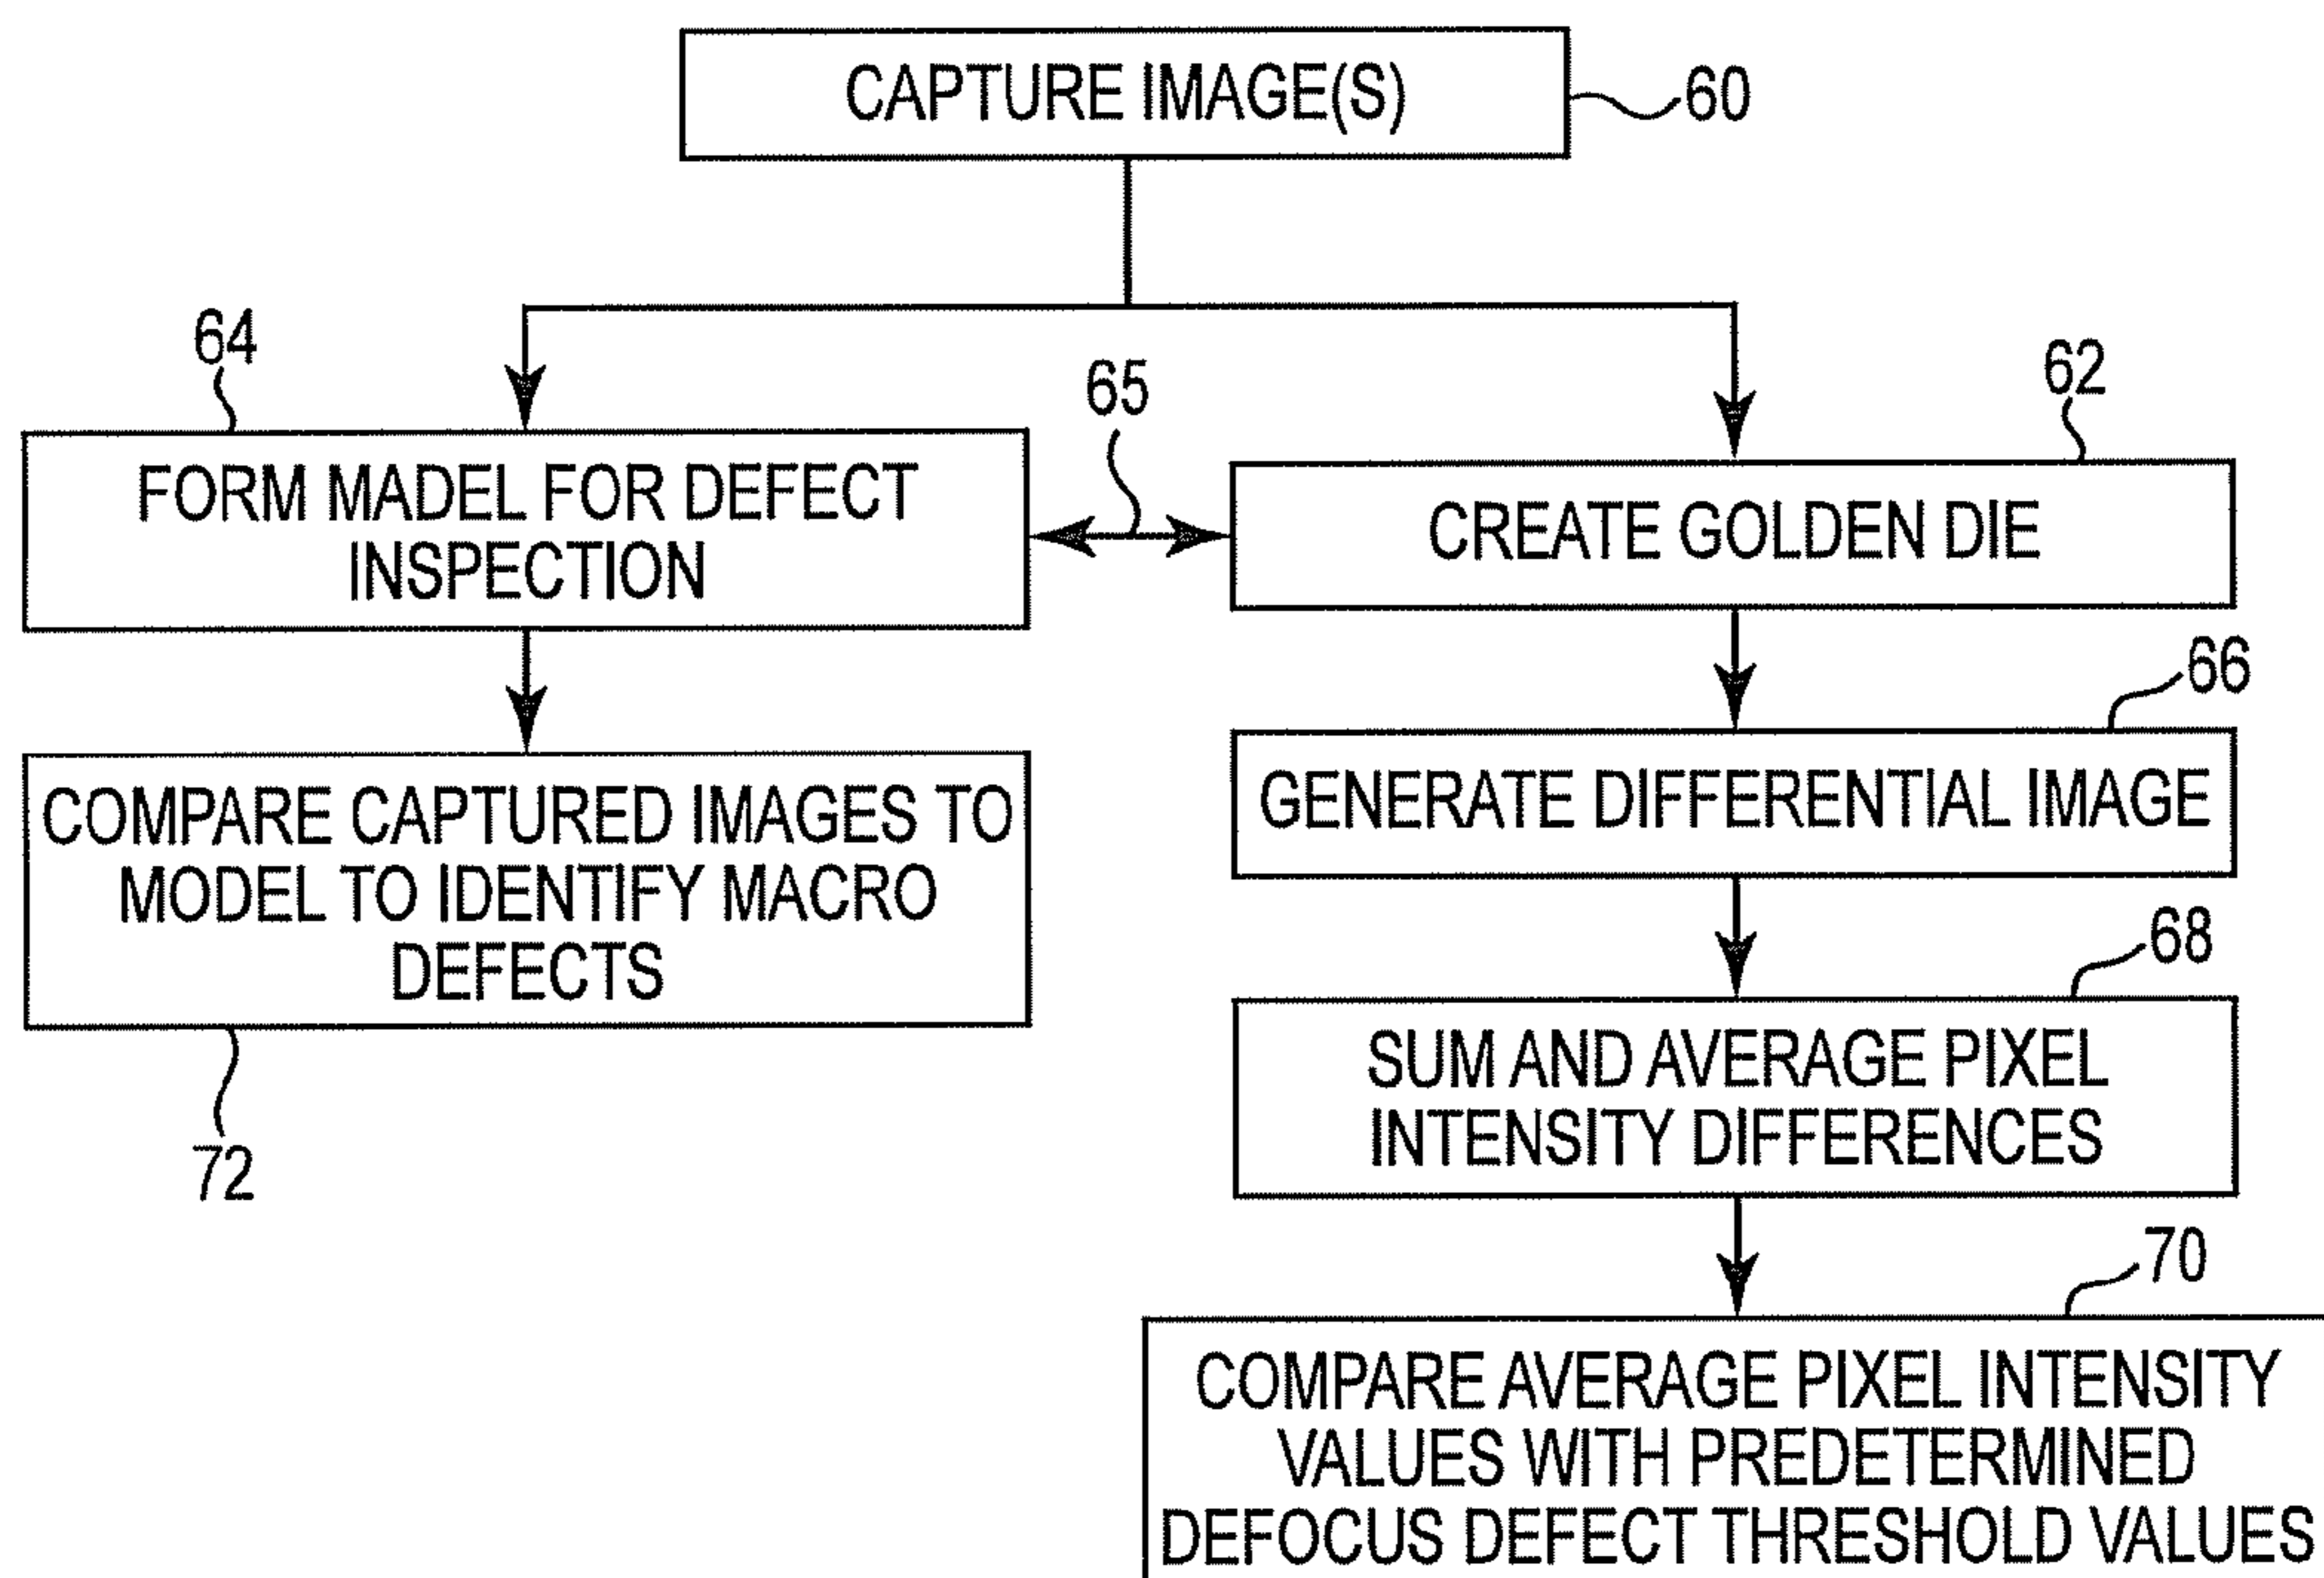 CAPTURE IMAGE(S)
60
64
65
62
FORM MADEL FOR DEFECT
INSPECTION
CREATE GOLDEN DIE
66
COMPARE CAPTURED IMAGES TO
MODEL TO IDENTIFY MACRO
DEFECTS
GENERATE DIFFERENTIAL IMAGE
68
72
SUM AND AVERAGE PIXEL
INTENSITY DIFFERENCES
70
COMPARE AVERAGE PIXEL INTENSITY
VALUES WITH PREDETERMINED
DEFOCUS DEFECT THRESHOLD VALUES